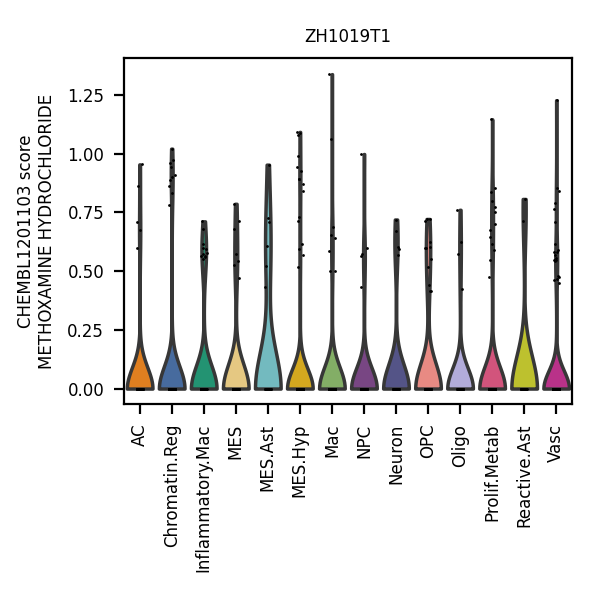 ZH1019T1
CHEMBL1201103 score
METHOXAMINE HYDROCHLORIDE
1.25
1.00
0.75
0.50
0.25
0.00
AC
Chromatin.Reg
Inflammatory.Mac
MES
MES.Ast
MES.Hyp
Mac
NPC
Neuron
OPC
Oligo
Prolif.Metab
Reactive.Ast
Vasc